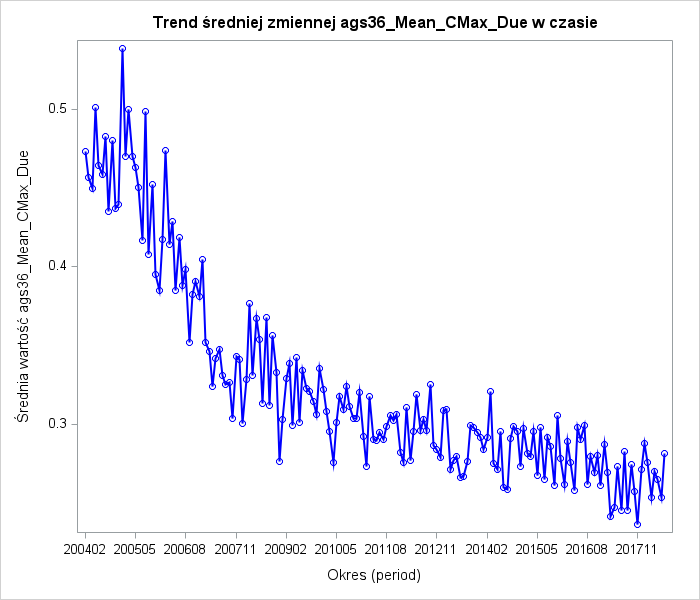 Trend średniej zmiennej ags36_Mean_CMax_Due w czasie
Średnia wartość ags36_Mean_CMax_Due
0.5
0.4
0.3
200402 200505 200608 200711 200902 201005 201108 201211 201402 201505 201608 201711
Okres (period)